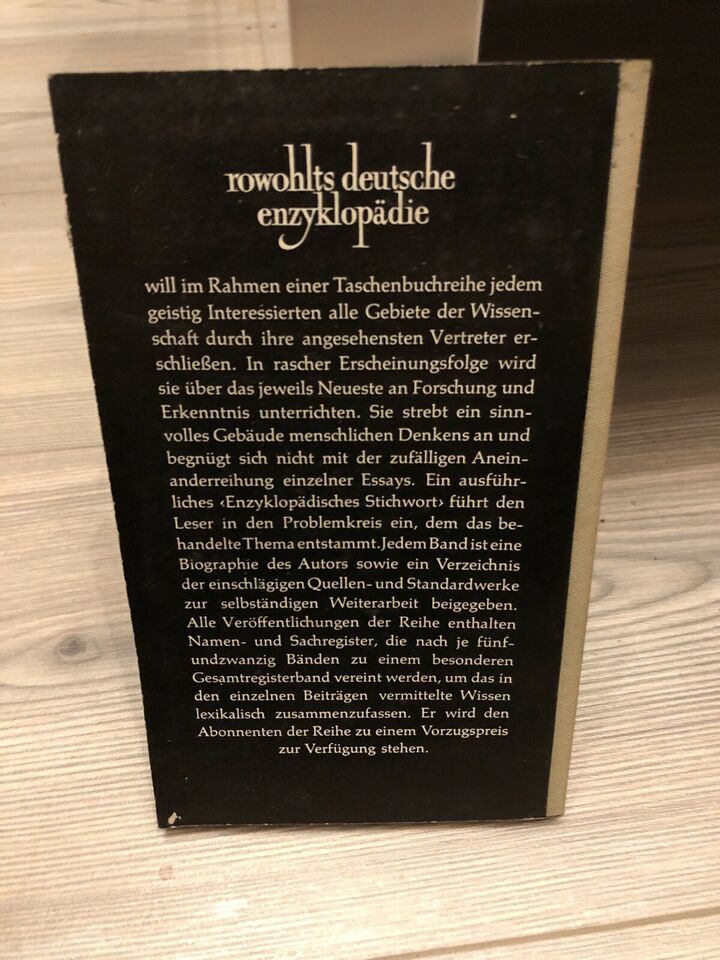 rowohlts deutsche
enzyklopädie
will im Rahmen einer Taschenbuchreihe jedem
geistig Interessierten alle Gebiete der Wissen-
schaft durch ihre angesehensten Vertreter er-
schließen. In rascher Erscheinungsfolge wird
sie über das jeweils Neueste an Forschung und
Erkenntnis unterrichten. Sie strebt ein sinn-
volles Gebäude menschlichen Denkens an und
begnügt sich nicht mit der zufälligen Anein-
anderreihung einzelner Essays. Ein ausführ-
liches ‹Enzyklopädisches Stichwort› führt den
Leser in den Problemkreis ein, dem das be-
handelte Thema entstammt. Jedem Band ist eine
Biographie des Autors sowie ein Verzeichnis
der einschlägigen Quellen- und Standardwerke
zur selbständigen Weiterarbeit beigegeben.
Alle Veröffentlichungen der Reihe enthalten
Namen- und Sachregister, die nach je fünf-
undzwanzig Bänden zu einem besonderen
Gesamtregisterband vereint werden, um das in
den einzelnen Beiträgen vermittelte Wissen
lexikalisch zusammenzufassen. Er wird den
Abonnenten der Reihe zu einem Vorzugspreis
zur Verfügung stehen.